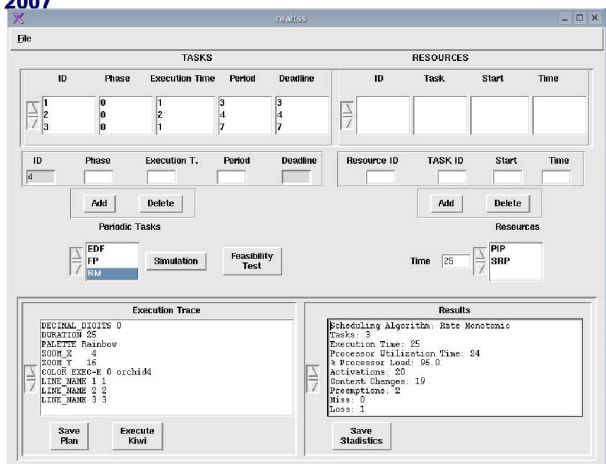 2007
realtss
File
TASKS
RESOURCES
ID Phase Execution Time Period Deadline
ID Task Start Time
1 0 1 3 3
2 0 2 4 4
3 0 1 7 7
ID Phase Execution T. Period Deadline
Resource ID TASK ID Start Time
4
Add Delete
Add Delete
Periodic Tasks
Resources
EDF
FP
RM
Simulation
Feasibility
Test
Time 25
PIP
SRP
Execution Trace
DECIMAL_DIGITS 0
DURATION 25
PALETTE Rainbow
ZOOM_X 4
ZOOM_Y 16
COLOR EXEC-E 0 orchid4
LINE_NAME 1 1
LINE_NAME 2 2
LINE_NAME 3 3
Save
Plan
Execute
Kiwi
Results
Scheduling Algorithm: Rate Monotonic
Tasks: 3
Execution Time: 25
Processor Utilization Time: 24
% Processor Load: 96.0
Activations: 20
Context Changes: 19
Preemptions: 2
Miss: 0
Loss: 1
Save
Statistics